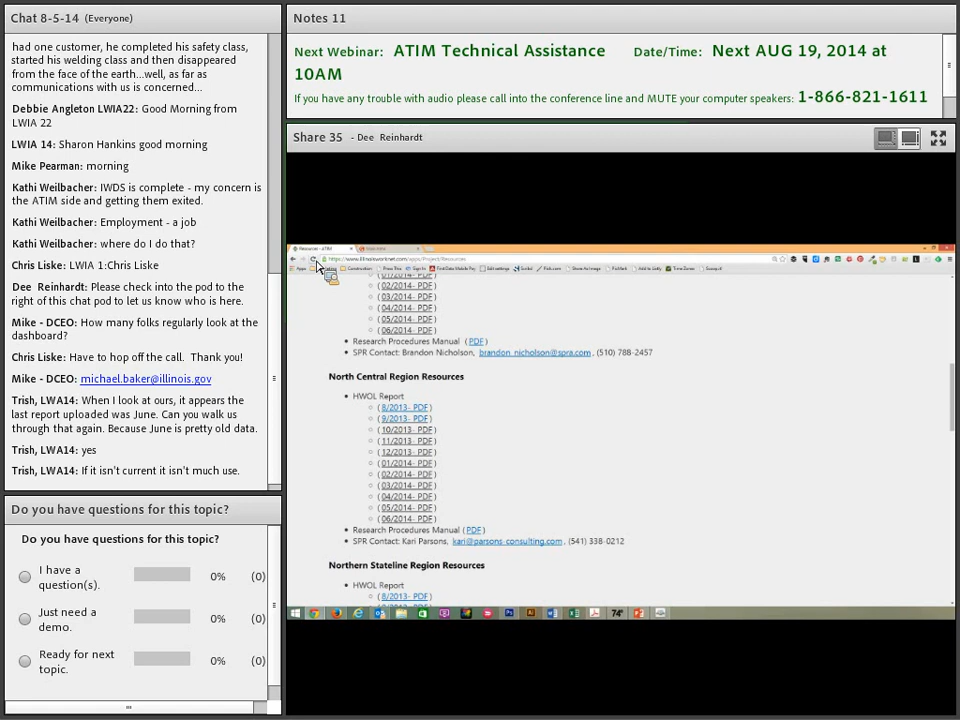 Chat 8-5-14 (Everyone)
had one customer, he completed his safety class,
started his welding class and then disappeared
from the face of the earth...well, as far as
communications with us is concerned...
Debbie Angleton LWIA22: Good Morning from
LWIA 22
LWIA 14: Sharon Hankins good morning
Mike Pearman: morning
Kathi Weilbacher: IWDS is complete - my concern is
the ATIM side and getting them exited.
Kathi Weilbacher: Employment - a job
Kathi Weilbacher: where do I do that?
Chris Liske: LWIA 1:Chris Liske
Dee Reinhardt: Please check into the pod to the
right of this chat pod to let us know who is here.
Mike - DCEO: How many folks regularly look at the
dashboard?
Chris Liske: Have to hop off the call. Thank you!
Mike - DCEO: michael.baker@illinois.gov
Trish, LWA14: When I look at ours, it appears the
last report uploaded was June. Can you walk us
through that again. Because June is pretty old data.
Trish, LWA14: yes
Trish, LWA14: If it isn't current it isn't much use.
Do you have questions for this topic?
Do you have questions for this topic?
I have a
question(s). 0% (0)
Just need a
demo. 0% (0)
Ready for next
topic. 0% (0)
Notes 11
Next Webinar: ATIM Technical Assistance Date/Time: Next AUG 19, 2014 at
10AM
If you have any trouble with audio please call into the conference line and MUTE your computer speakers: 1-866-821-1611
Share 35 - Dee Reinhardt
Resources - ATIM
https://www.illinoisworknet.com/apps/Project/Resources
Apps
(01/2014- PDF)
(02/2014- PDF)
(03/2014- PDF)
(04/2014- PDF)
(05/2014- PDF)
(06/2014- PDF)
Research Procedures Manual (PDF)
SPR Contact: Brandon Nicholson, brandon_nicholson@spra.com, (510) 788-2457
North Central Region Resources
HWOL Report
(8/2013- PDF)
(9/2013- PDF)
(10/2013- PDF)
(11/2013- PDF)
(12/2013- PDF)
(01/2014- PDF)
(02/2014- PDF)
(03/2014- PDF)
(04/2014- PDF)
(05/2014- PDF)
(06/2014- PDF)
Research Procedures Manual (PDF)
SPR Contact: Kari Parsons, kari@parsons-consulting.com, (541) 338-0212
Northern Stateline Region Resources
HWOL Report
(8/2013- PDF)
74°